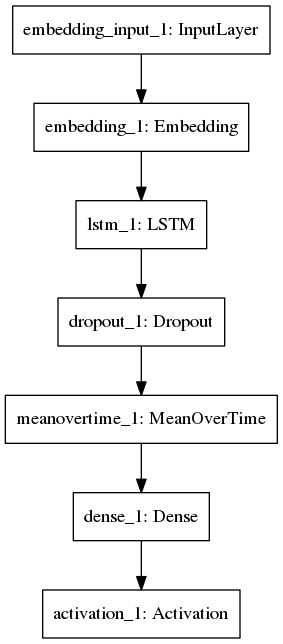 embedding_input_1: InputLayer
embedding_1: Embedding
lstm_1: LSTM
dropout_1: Dropout
meanovertime_1: MeanOverTime
dense_1: Dense
activation_1: Activation